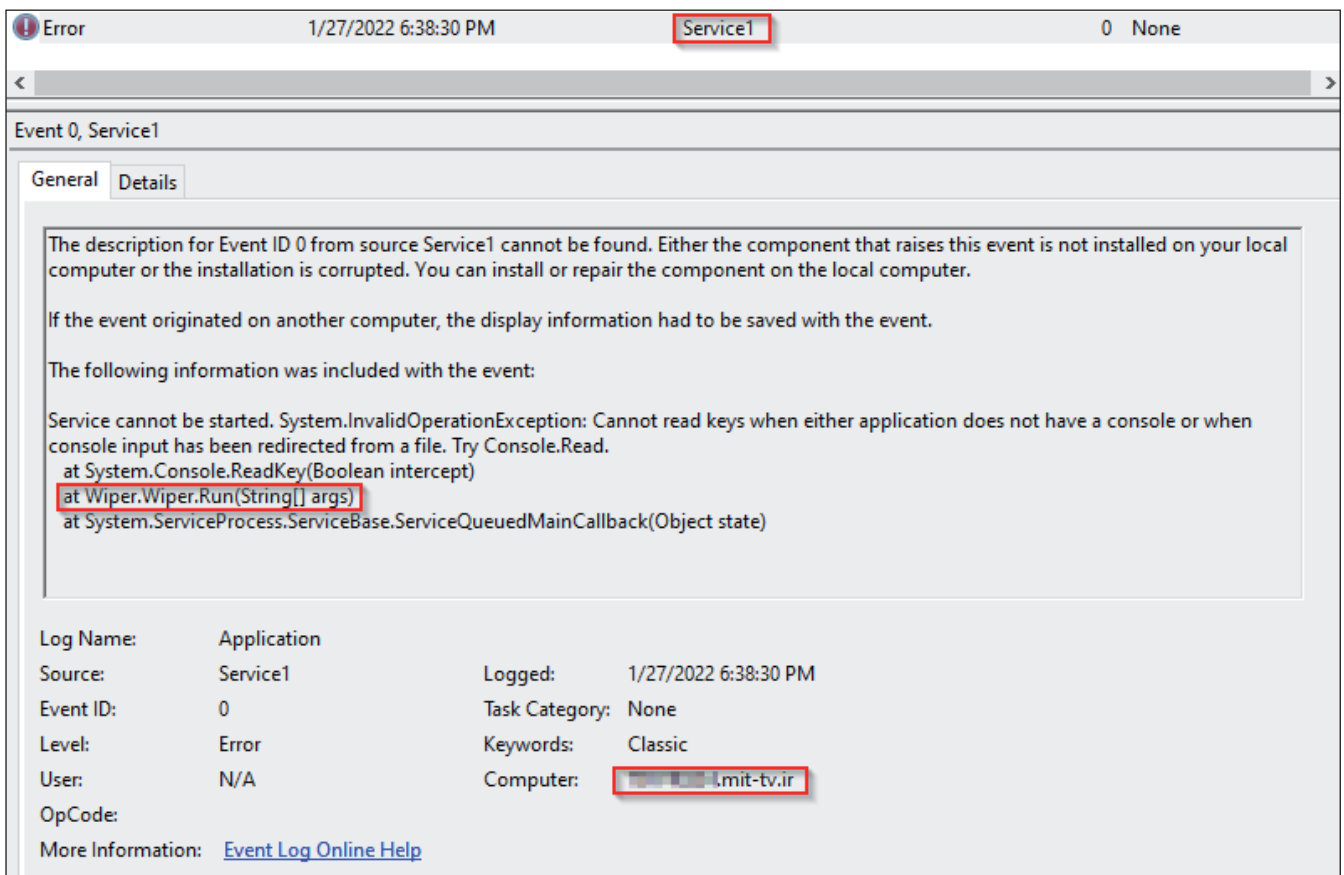 Error 1/27/2022 6:38:30 PM Service1 0 None
Event 0, Service1
General Details
The description for Event ID 0 from source Service1 cannot be found. Either the component that raises this event is not installed on your local
computer or the installation is corrupted. You can install or repair the component on the local computer.
If the event originated on another computer, the display information had to be saved with the event.
The following information was included with the event:
Service cannot be started. System.InvalidOperationException: Cannot read keys when either application does not have a console or when
console input has been redirected from a file. Try Console.Read.
at System.Console.ReadKey(Boolean intercept)
at Wiper.Wiper.Run(String[] args)
at System.ServiceProcess.ServiceBase.ServiceQueuedMainCallback(Object state)
Log Name: Application
Source: Service1 Logged: 1/27/2022 6:38:30 PM
Event ID: 0 Task Category: None
Level: Error Keywords: Classic
User: N/A Computer: .mit-tv.ir
OpCode:
More Information: Event Log Online Help